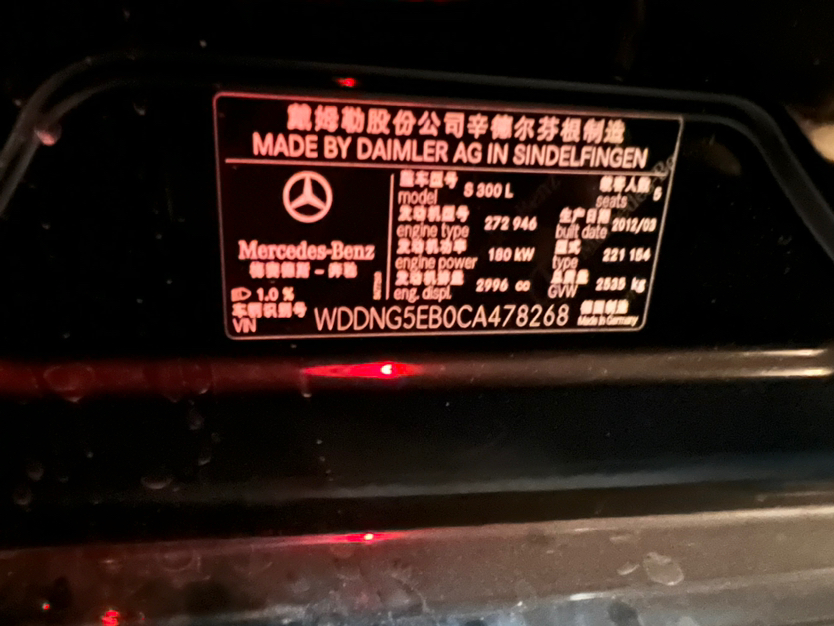 戴姆勒股份公司辛德尔芬根制造
MADE BY DAIMLER AG IN SINDELFINGEN
整车型号
model S 300 L
乘客人数
seats 5
发动机型号
engine type 272 946
生产日期
built date 2012/03
发动机功率
engine power 180 kW
型式
type 221 154
发动机排量
eng. displ. 2996 cc
总质量
GVW 2535 kg
Mercedes-Benz
梅赛德斯-奔驰
1.0 %
车辆识别号
VIN WDDNG5EB0CA478268
德国制造
Made in Germany